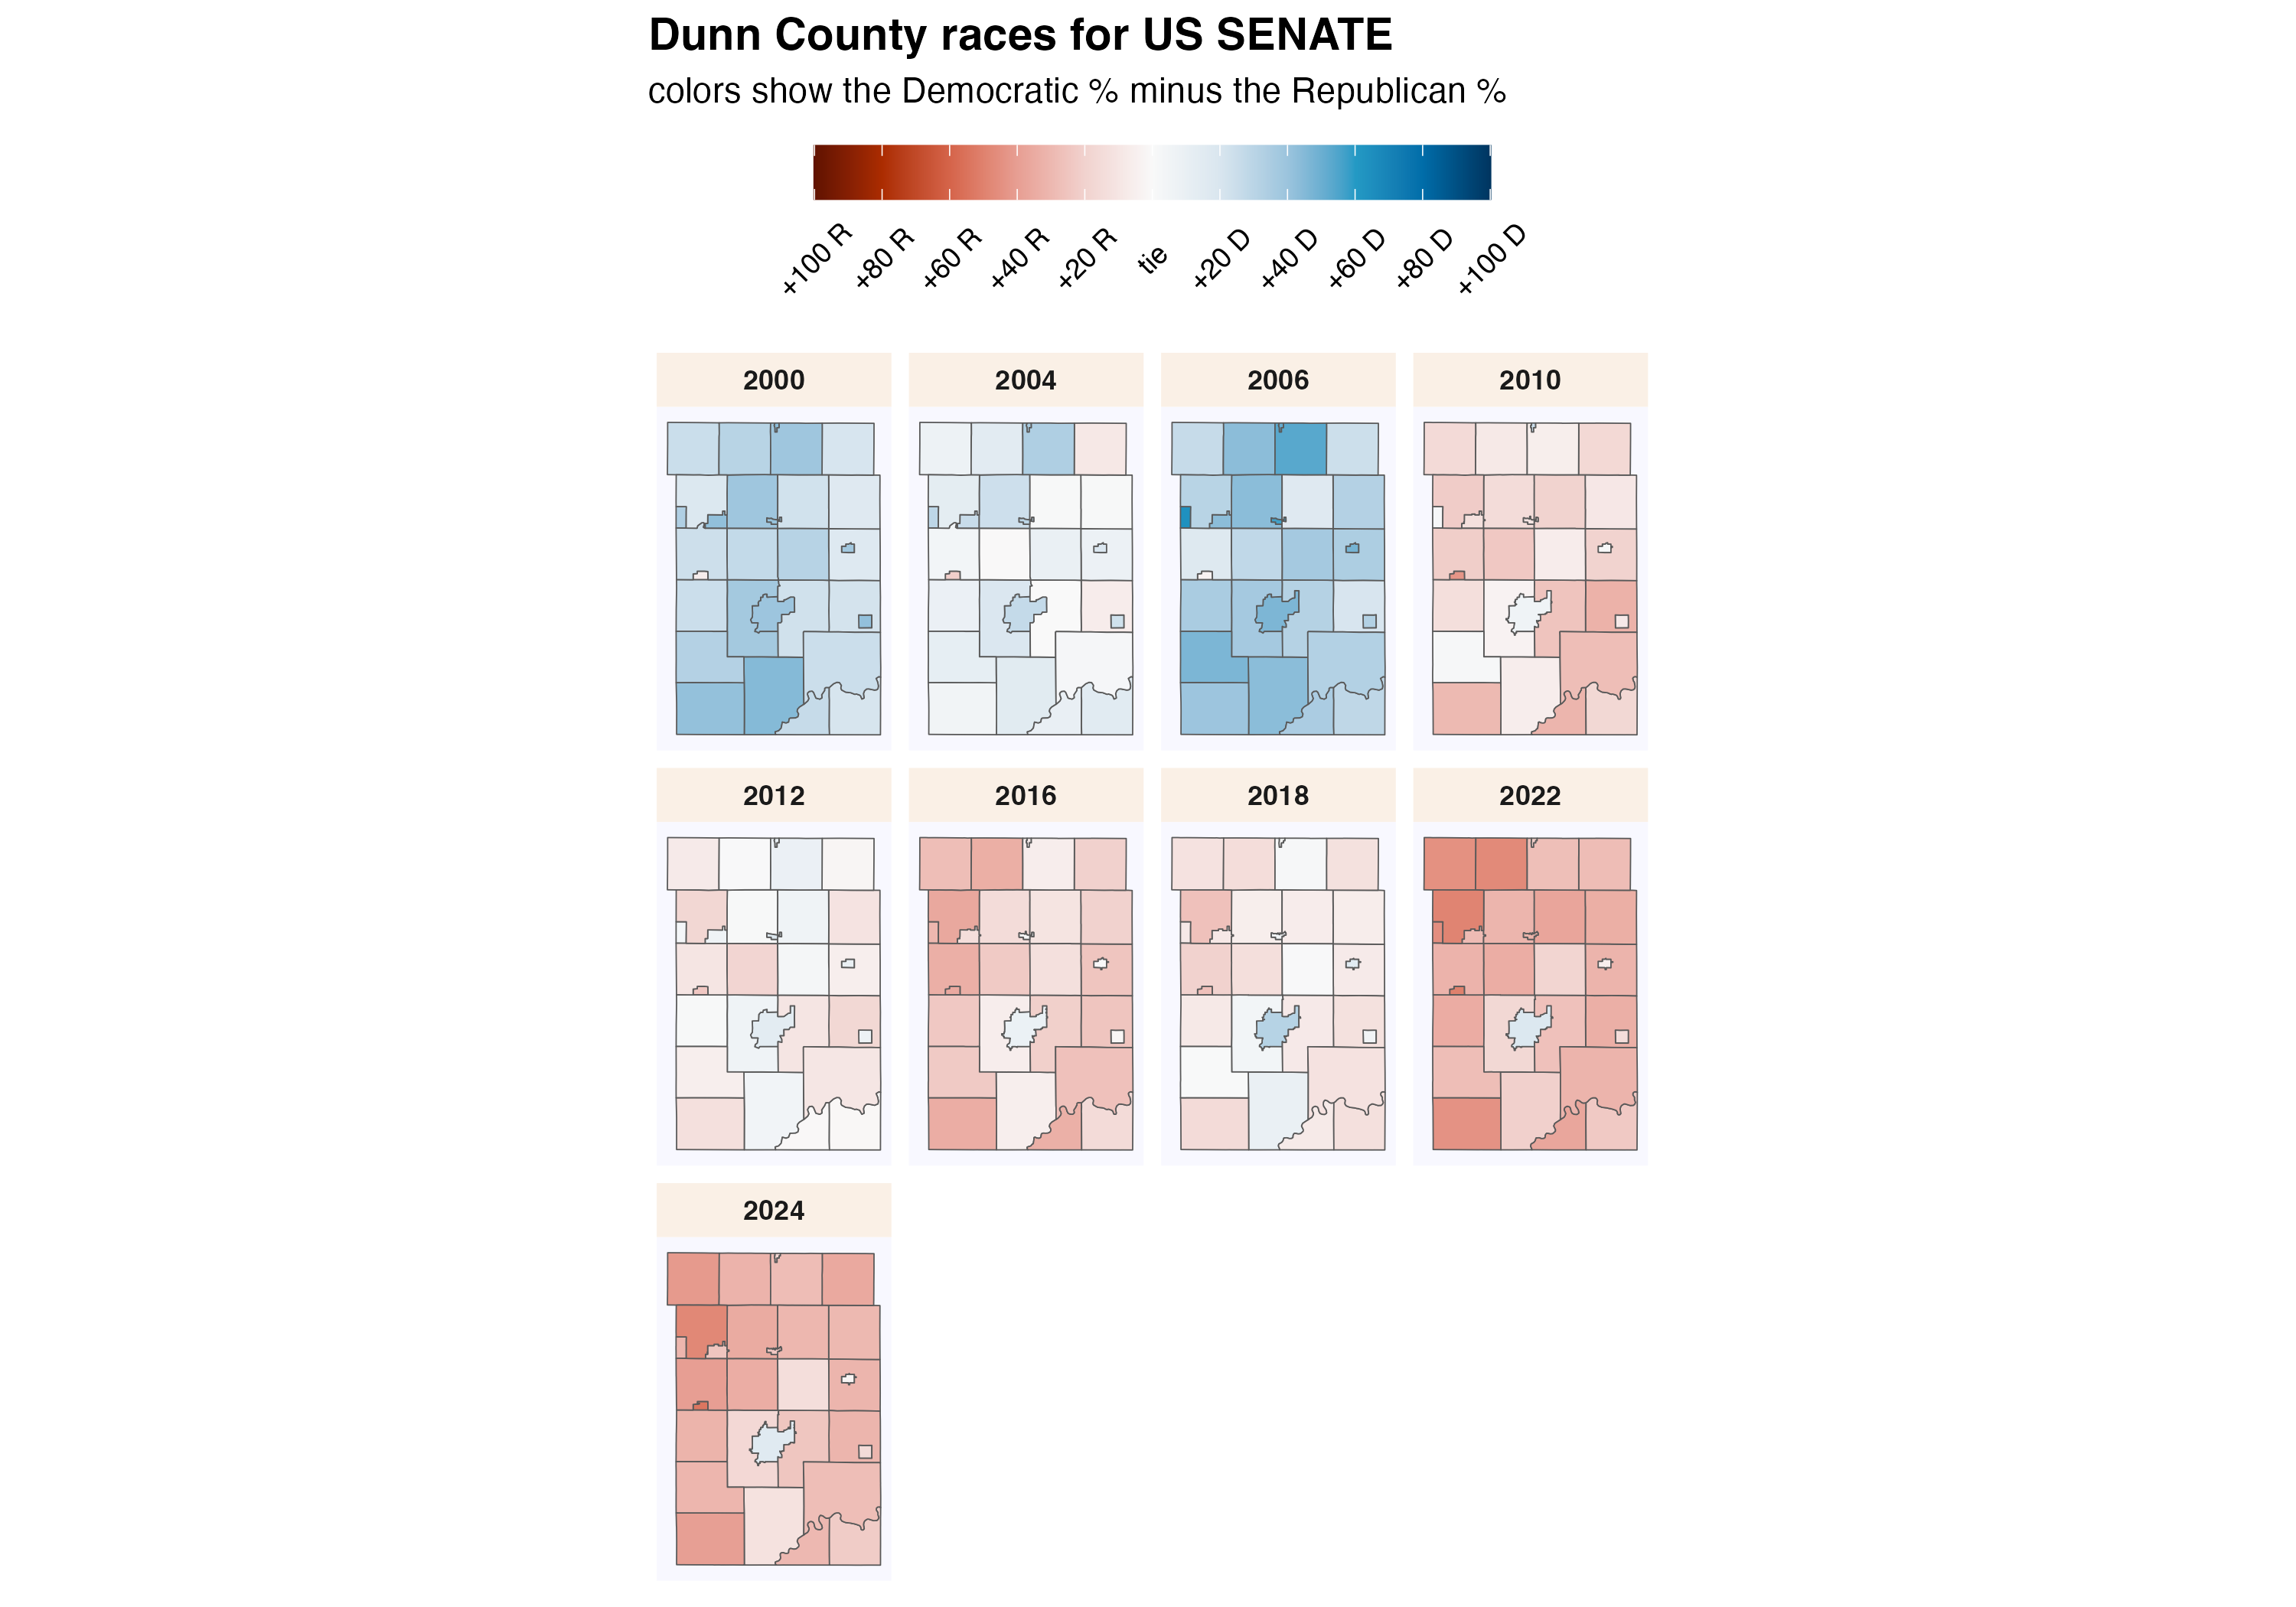 Dunn County races for US SENATE
colors show the Democratic % minus the Republican %
+100 R
+80 R
+60 R
+40 R
+20 R
tie
+20 D
+40 D
+60 D
+80 D
+100 D
2000
2004
2006
2010
2012
2016
2018
2022
2024